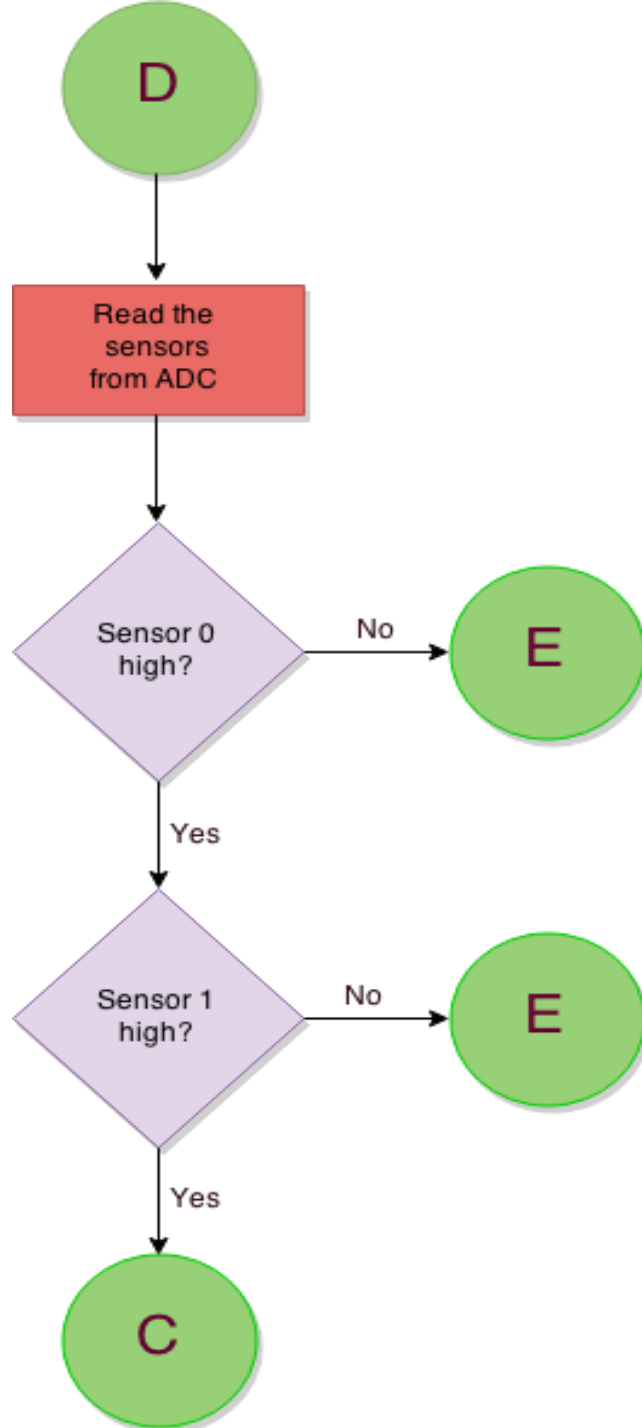 D
Read the
sensors
from ADC
Sensor 0
high?
No
E
Yes
Sensor 1
high?
No
E
Yes
C